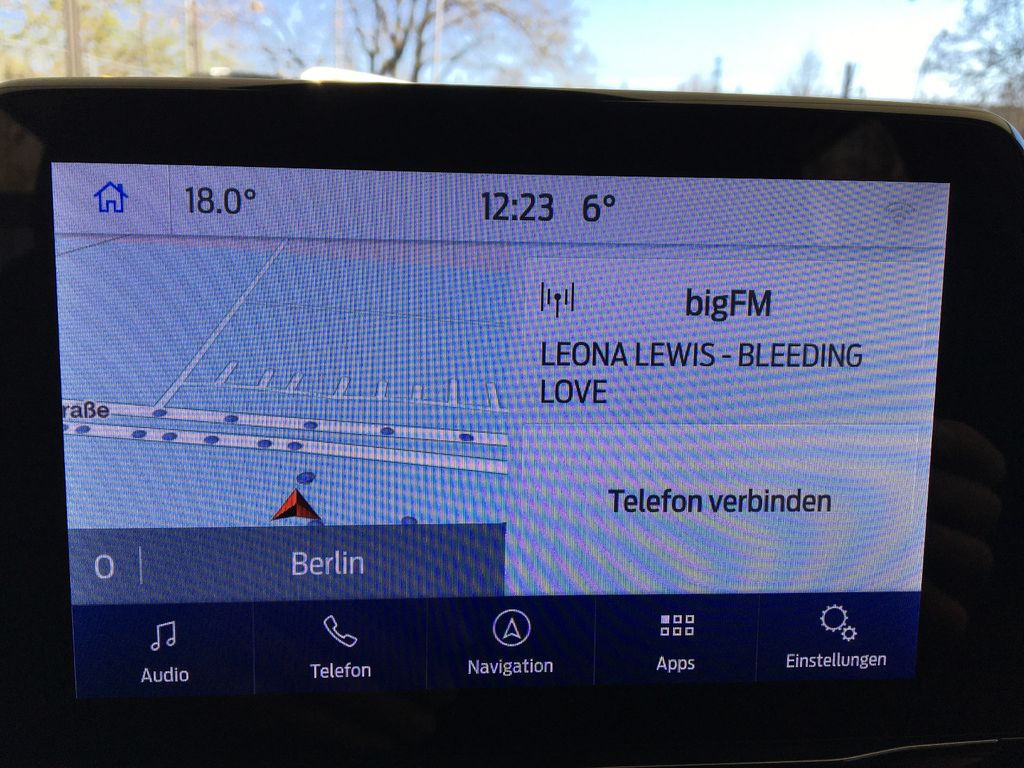 18.0° 12:23 6°
bigFM
LEONA LEWIS - BLEEDING
LOVE
raße
Telefon verbinden
0 Berlin
Audio Telefon Navigation Apps Einstellungen